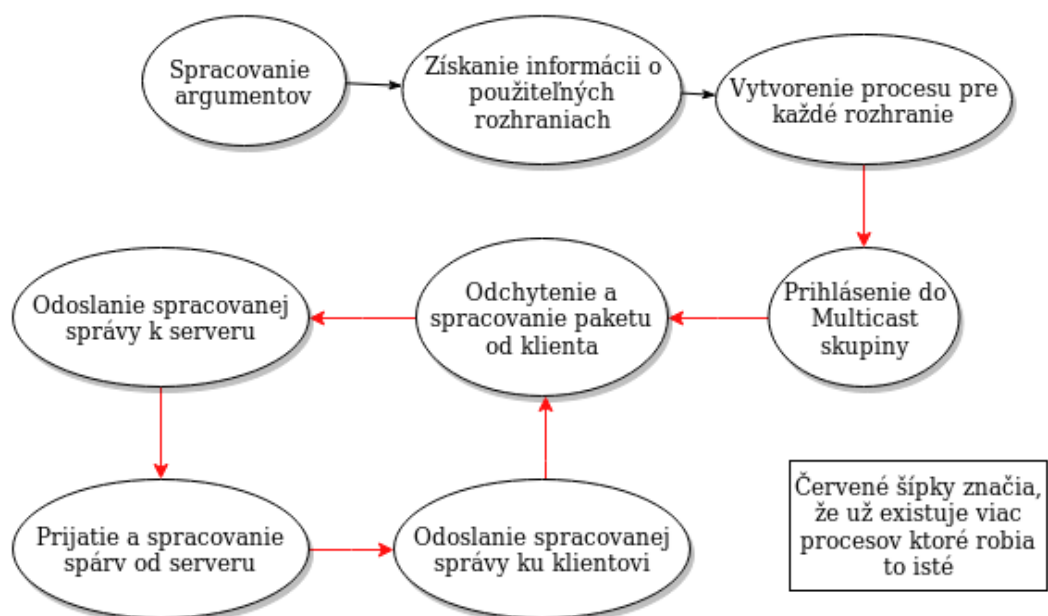 Spracovanie
argumentov
Získanie informácii o
použiteľných
rozhraniach
Vytvorenie procesu pre
každé rozhranie
Prihlásenie do
Multicast
skupiny
Odchytenie a
spracovanie paketu
od klienta
Odoslanie spracovanej
správy k serveru
Prijatie a spracovanie
spárv od serveru
Odoslanie spracovanej
správy ku klientovi
Červené šípky značia,
že už existuje viac
procesov ktoré robia
to isté